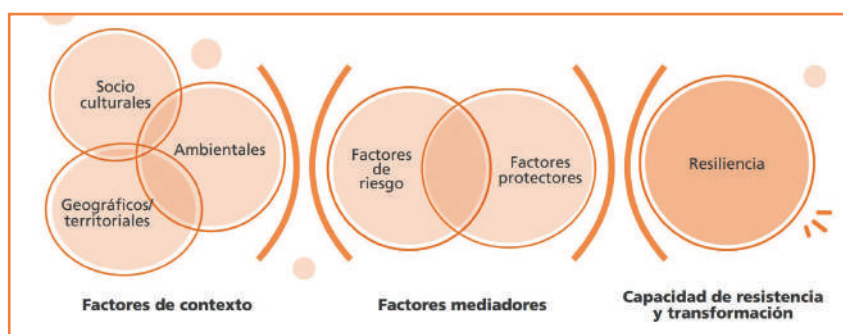 Socio
culturales
Ambientales
Geográficos/
territoriales
Factores de contexto
Factores
de
riesgo
Factores
protectores
Factores mediadores
Resiliencia
Capacidad de resistencia
y transformación